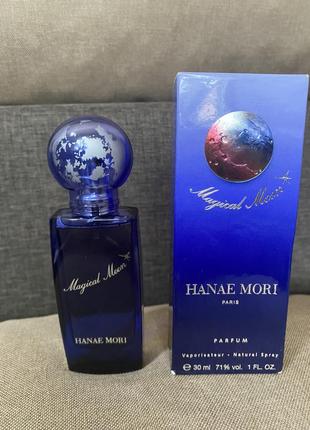 Magical Moon
HANAE MORI
Magical Moon
HANAE MORI
PARIS
PARFUM
Vaporisateur - Natural Spray
℮ 30 ml 71% vol. 1 FL. OZ.